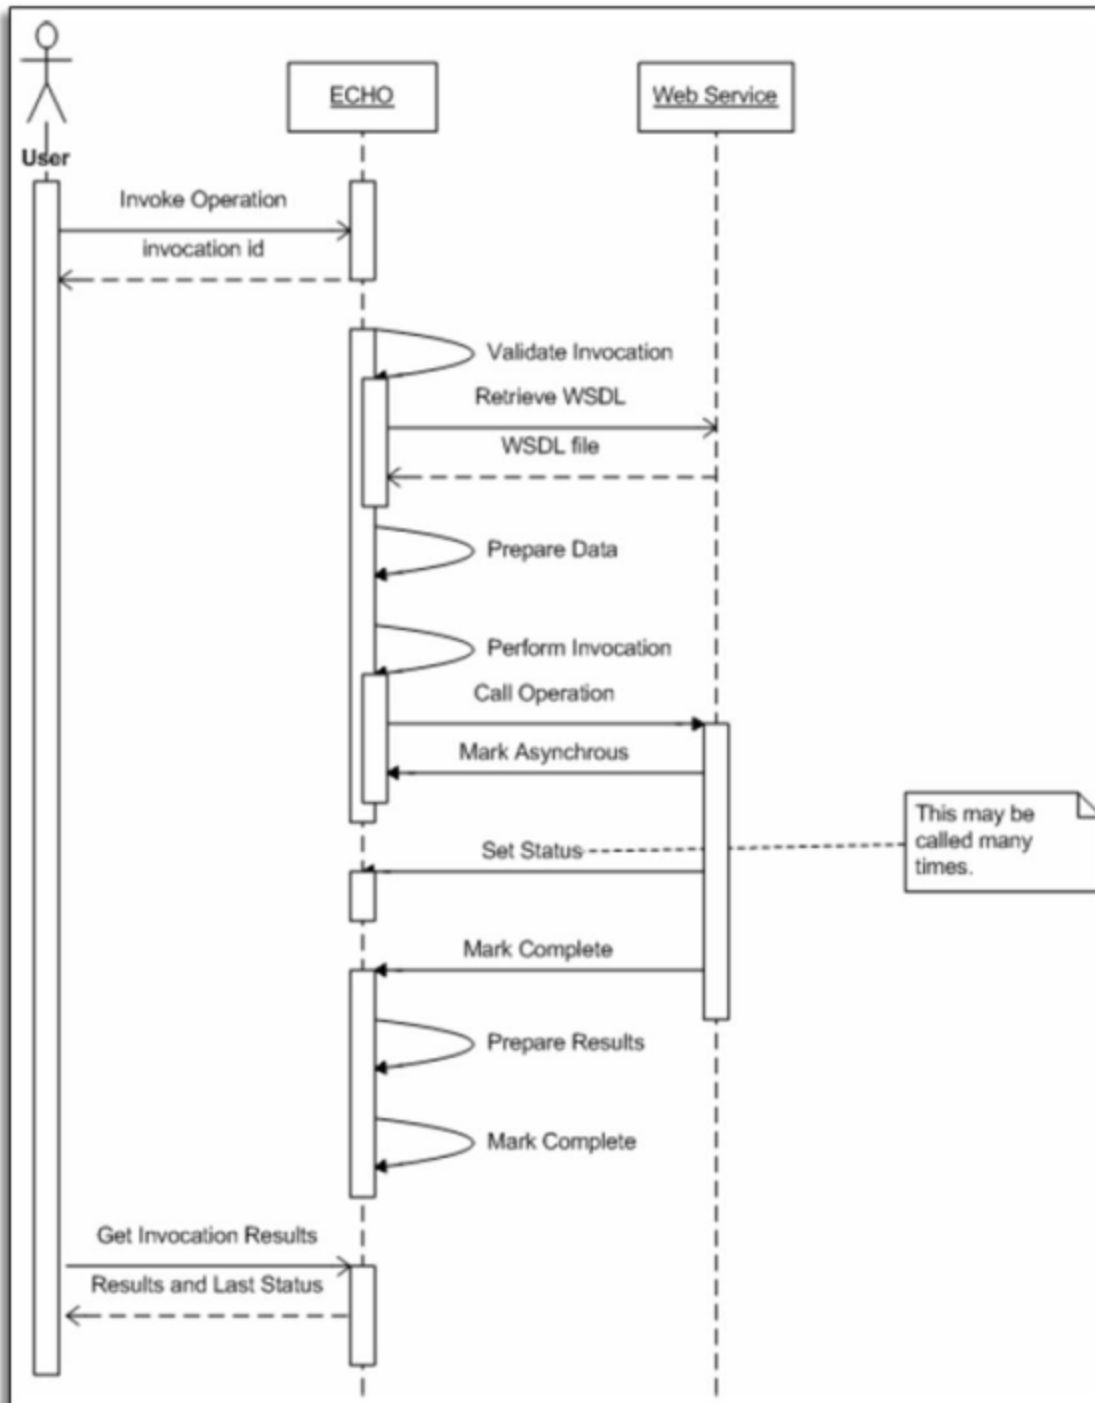 ECHO
Web Service
User
Invoke Operation
invocation id
Validate Invocation
Retrieve WSDL
WSDL file
Prepare Data
Perform Invocation
Call Operation
Mark Asynchrous
This may be
called many
times.
Set Status
Mark Complete
Prepare Results
Mark Complete
Get Invocation Results
Results and Last Status